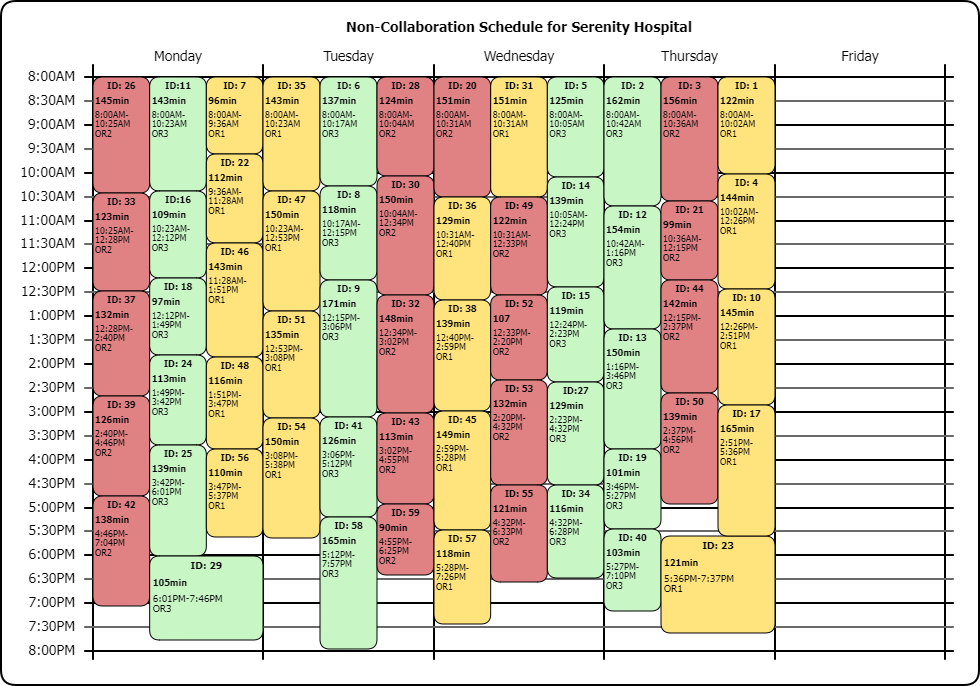 Non-Collaboration Schedule for Serenity Hospital
Monday
Tuesday
Wednesday
Thursday
Friday
8:00AM
8:30AM
9:00AM
9:30AM
10:00AM
10:30AM
11:00AM
11:30AM
12:00PM
12:30PM
1:00PM
1:30PM
2:00PM
2:30PM
3:00PM
3:30PM
4:00PM
4:30PM
5:00PM
5:30PM
6:00PM
6:30PM
7:00PM
7:30PM
8:00PM
ID: 26
145min
8:00AM-
10:25AM
OR2
ID: 33
123min
10:25AM-
12:28PM
OR2
ID: 37
132min
12:28PM-
2:40PM
OR2
ID: 39
126min
2:40PM-
4:46PM
OR2
ID: 42
138min
4:46PM-
7:04PM
OR2
ID:11
143min
8:00AM-
10:23AM
OR3
ID:16
109min
10:23AM-
12:12PM
OR3
ID: 18
97min
12:12PM-
1:49PM
OR3
ID: 24
113min
1:49PM-
3:42PM
OR3
ID: 25
139min
3:42PM-
6:01PM
OR3
ID: 29
105min
6:01PM-7:46PM
OR3
ID: 7
96min
8:00AM-
9:36AM
OR1
ID: 22
112min
9:36AM-
11:28AM
OR1
ID: 46
143min
11:28AM-
1:51PM
OR1
ID: 48
116min
1:51PM-
3:47PM
OR1
ID: 56
110min
3:47PM-
5:37PM
OR1
ID: 35
143min
8:00AM-
10:23AM
OR1
ID: 47
150min
10:23AM-
12:53PM
OR1
ID: 51
135min
12:53PM-
3:08PM
OR1
ID: 54
150min
3:08PM-
5:38PM
OR1
ID: 6
137min
8:00AM-
10:17AM
OR3
ID: 8
118min
10:17AM-
12:15PM
OR3
ID: 9
171min
12:15PM-
3:06PM
OR3
ID: 41
126min
3:06PM-
5:12PM
OR3
ID: 58
165min
5:12PM-
7:57PM
OR3
ID: 28
124min
8:00AM-
10:04AM
OR2
ID: 30
150min
10:04AM-
12:34PM
OR2
ID: 32
148min
12:34PM-
3:02PM
OR2
ID: 43
113min
3:02PM-
4:55PM
OR2
ID: 59
90min
4:55PM-
6:25PM
OR2
ID: 20
151min
8:00AM-
10:31AM
OR2
ID: 36
129min
10:31AM-
12:40PM
OR1
ID: 38
139min
12:40PM-
2:59PM
OR1
ID: 45
149min
2:59PM-
5:28PM
OR1
ID: 57
118min
5:28PM-
7:26PM
OR1
ID: 31
151min
8:00AM-
10:31AM
OR1
ID: 49
122min
10:31AM-
12:33PM
OR2
ID: 52
107
12:33PM-
2:20PM
OR2
ID: 53
132min
2:20PM-
4:32PM
OR2
ID: 55
121min
4:32PM-
6:33PM
OR2
ID: 5
125min
8:00AM-
10:05AM
OR3
ID: 14
139min
10:05AM-
12:24PM
OR3
ID: 15
119min
12:24PM-
2:23PM
OR3
ID:27
129min
2:23PM-
4:32PM
OR3
ID: 34
116min
4:32PM-
6:28PM
OR3
ID: 2
162min
8:00AM-
10:42AM
OR3
ID: 12
154min
10:42AM-
1:16PM
OR3
ID: 13
150min
1:16PM-
3:46PM
OR3
ID: 19
101min
3:46PM-
5:27PM
OR3
ID: 40
103min
5:27PM-
7:10PM
OR3
ID: 3
156min
8:00AM-
10:36AM
OR2
ID: 21
99min
10:36AM-
12:15PM
OR2
ID: 44
142min
12:15PM-
2:37PM
OR2
ID: 50
139min
2:37PM-
4:56PM
OR2
ID: 1
122min
8:00AM-
10:02AM
OR1
ID: 4
144min
10:02AM-
12:26PM
OR1
ID: 10
145min
12:26PM-
2:51PM
OR1
ID: 17
165min
2:51PM-
5:36PM
OR1
ID: 23
121min
5:36PM-7:37PM
OR1